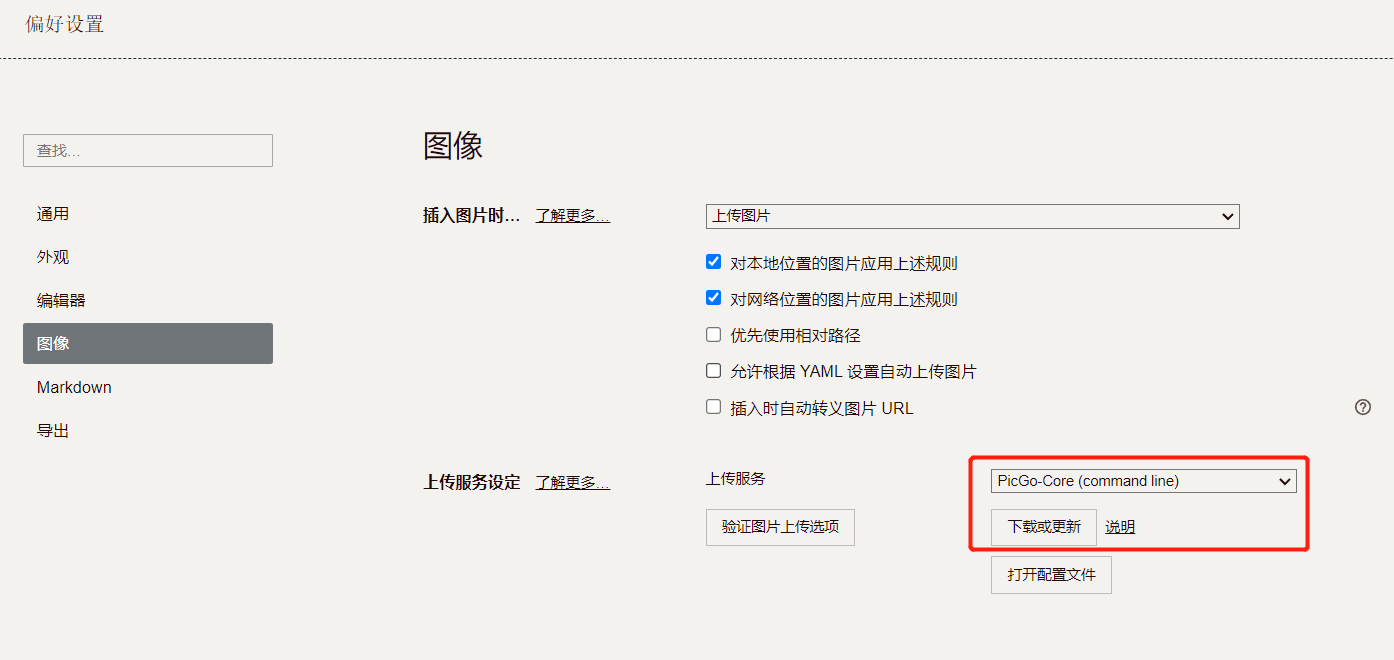 偏好设置
查找...
通用
外观
编辑器
图像
Markdown
导出
图像
插入图片时... 了解更多...
上传图片
对本地位置的图片应用上述规则
对网络位置的图片应用上述规则
优先使用相对路径
允许根据 YAML 设置自动上传图片
插入时自动转义图片 URL
?
上传服务设定 了解更多...
上传服务 PicGo-Core (command line)
验证图片上传选项 下载或更新 说明
打开配置文件